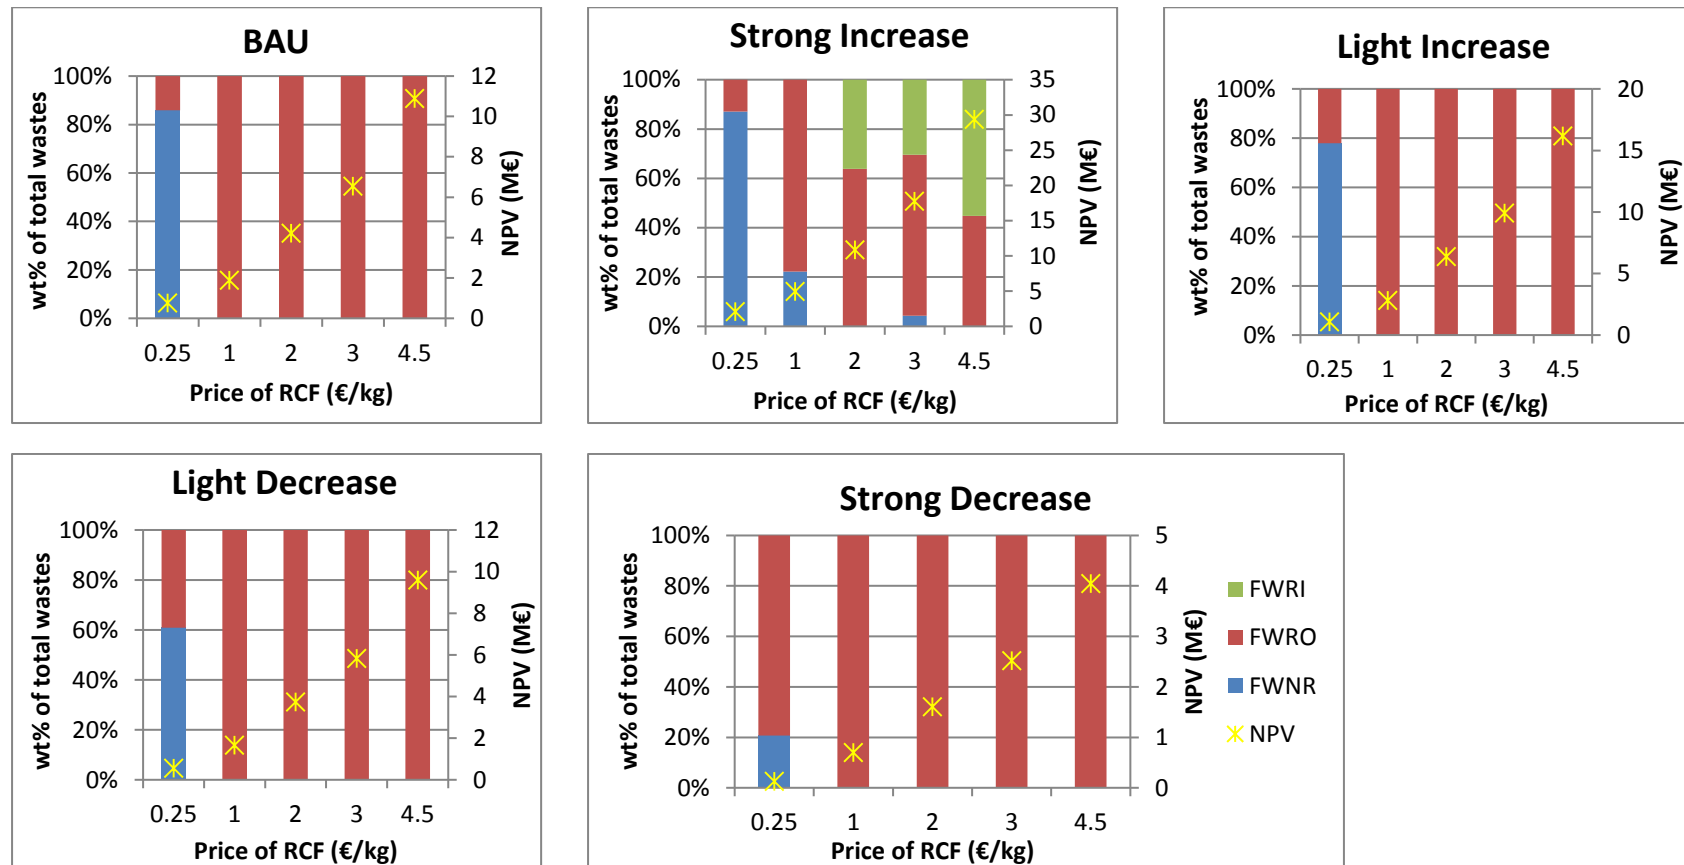 BAU
wt% of total wastes
100%
80%
60%
40%
20%
0%
12
10
8
6
4
2
0
NPV (M€)
0.25 1 2 3 4.5
Price of RCF (€/kg)
Strong Increase
wt% of total wastes
100%
80%
60%
40%
20%
0%
35
30
25
20
15
10
5
0
NPV (M€)
0.25 1 2 3 4.5
Price of RCF (€/kg)
Light Increase
wt% of total wastes
100%
80%
60%
40%
20%
0%
20
15
10
5
0
NPV (M€)
0.25 1 2 3 4.5
Price of RCF (€/kg)
Light Decrease
wt% of total wastes
100%
80%
60%
40%
20%
0%
12
10
8
6
4
2
0
NPV (M€)
0.25 1 2 3 4.5
Price of RCF (€/kg)
Strong Decrease
wt% of total wastes
100%
80%
60%
40%
20%
0%
5
4
3
2
1
0
NPV (M€)
0.25 1 2 3 4.5
Price of RCF (€/kg)
FWRI
FWRO
FWNR
NPV